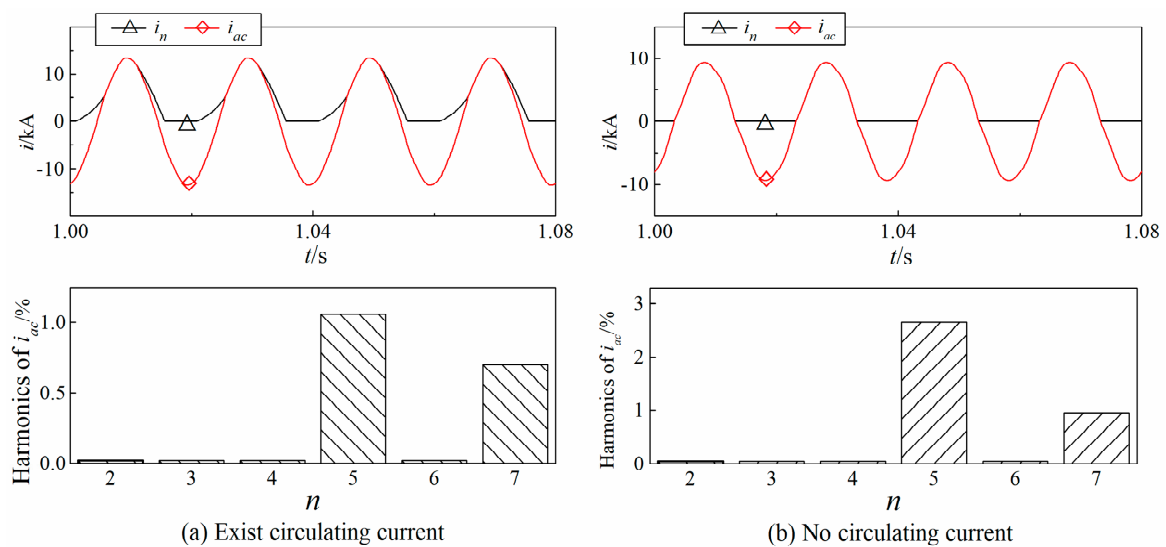 i_n i_ac
i/kA
10
0
-10
1.00 1.04 1.08
t/s
Harmonics of i_ac/%
1.0
0.5
0.0
2 3 4 5 6 7
n
(a) Exist circulating current
i_n i_ac
i/kA
10
0
-10
1.00 1.04 1.08
t/s
Harmonics of i_ac/%
3
2
1
0
2 3 4 5 6 7
n
(b) No circulating current